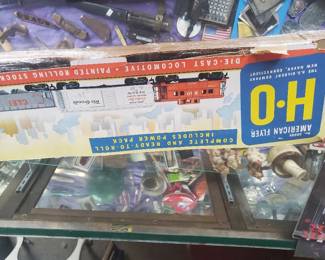 DIE-CAST LOCOMOTIVE • PAINTED ROLLING STOCK
Rio Grande
COMPLETE AND READY TO ROLL
INCLUDES POWER PACK
AMERICAN FLYER
H·O
THE A.C. GILBERT COMPANY
NEW HAVEN, CONNECTICUT